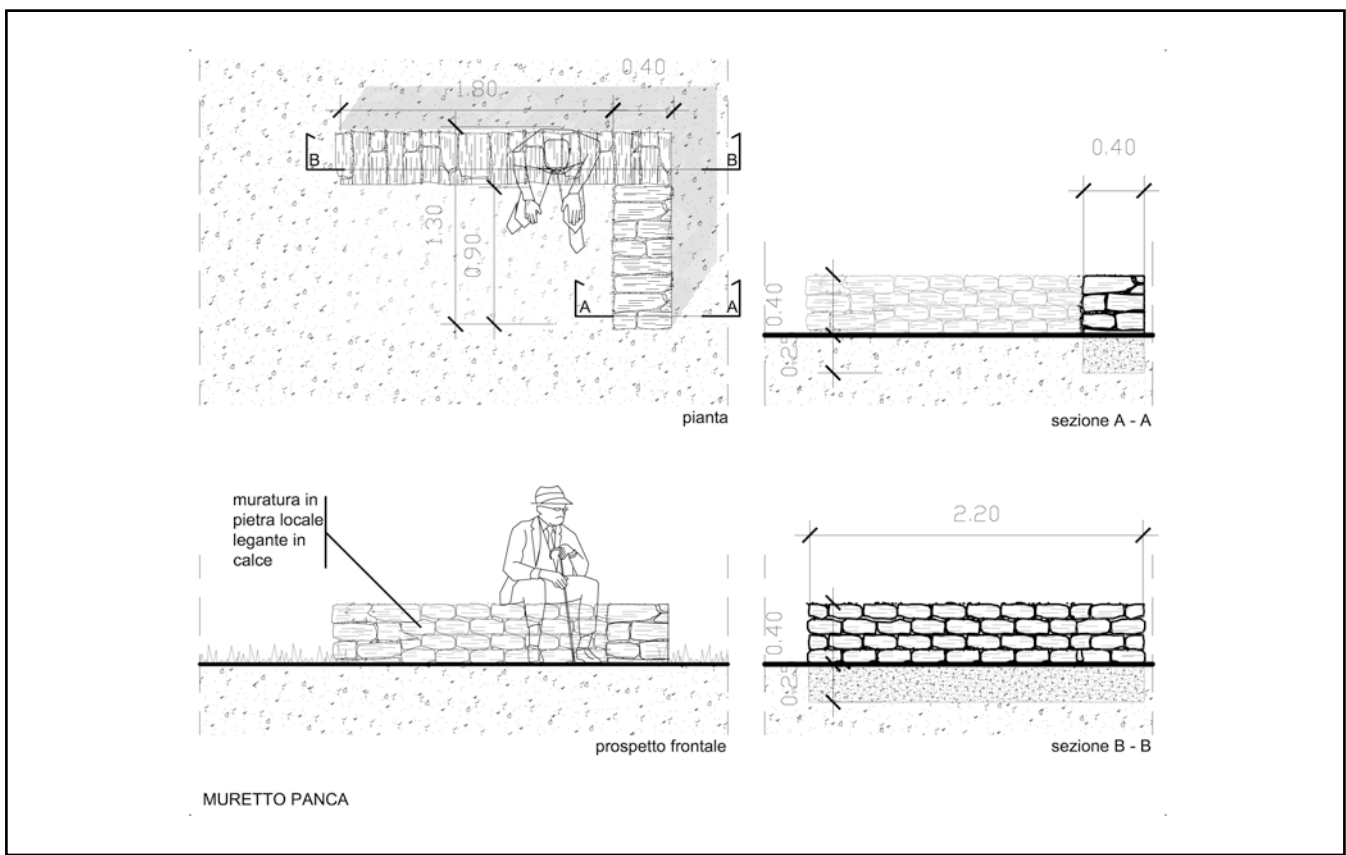 0.40
1.80
B
B
1.30
0.90
A
A
pianta
0.40
0.40
0.25
sezione A - A
muratura in
pietra locale
legante in
calce
prospetto frontale
2.20
0.40
0.25
sezione B - B
MURETTO PANCA